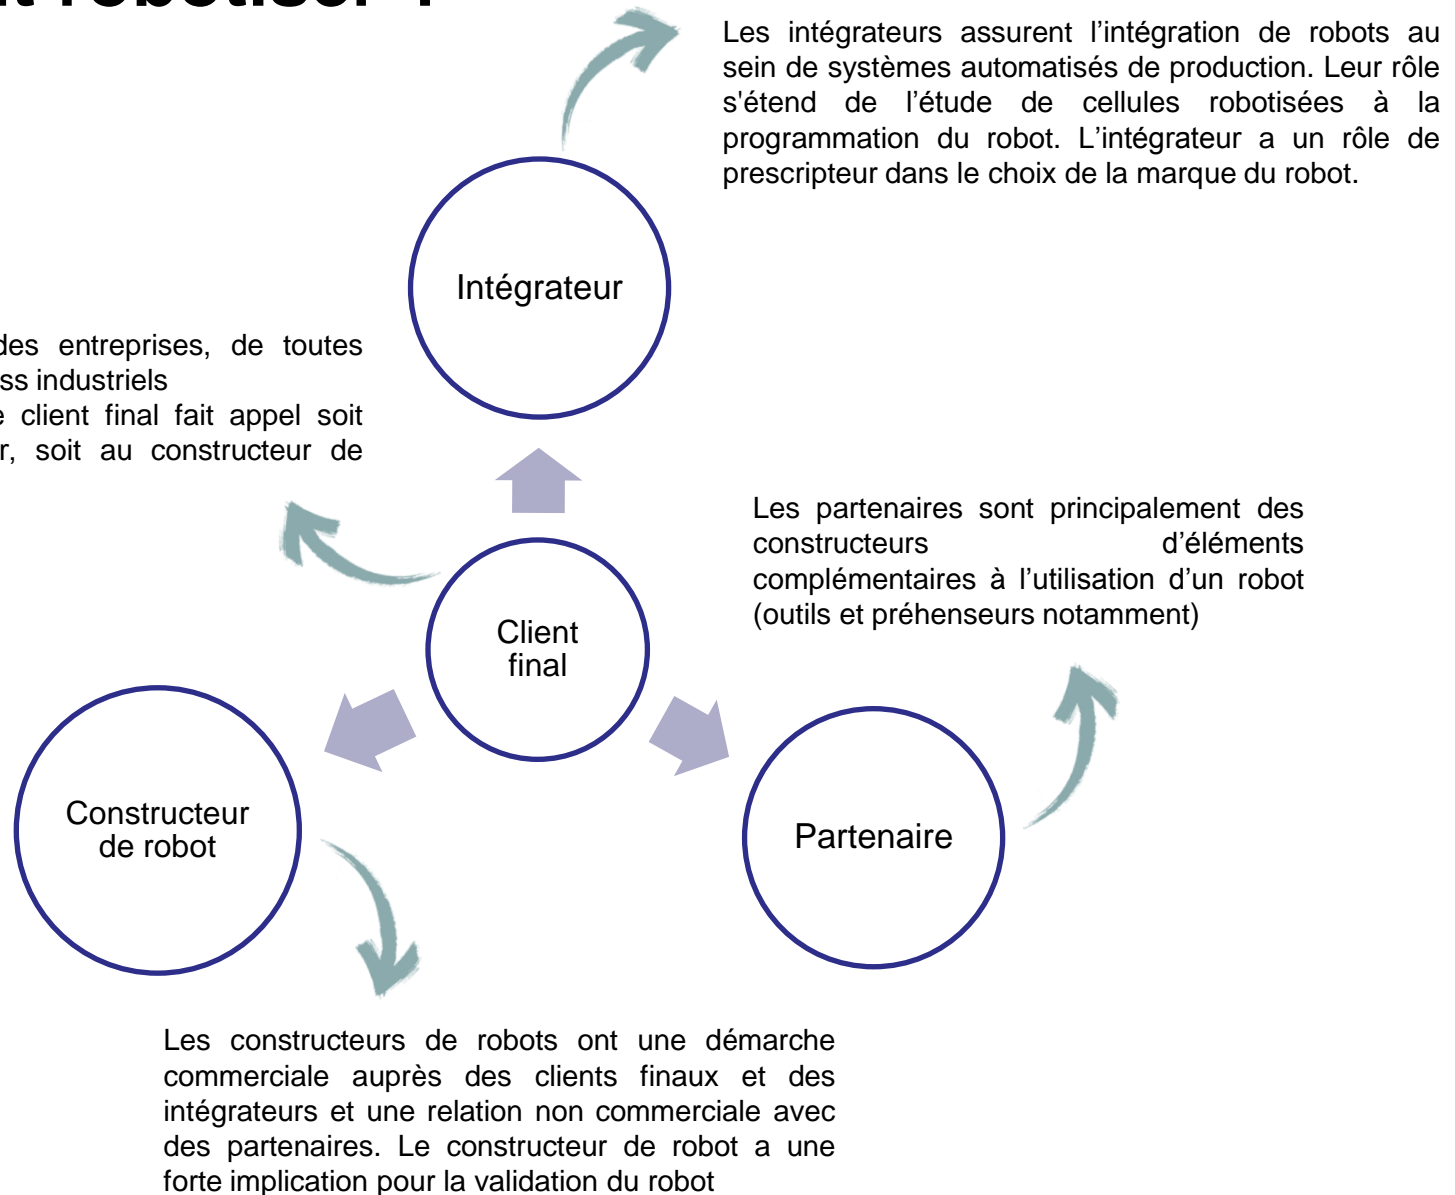 robotiser ?
Les intégrateurs assurent l’intégration de robots au
sein de systèmes automatisés de production. Leur rôle
s'étend de l’étude de cellules robotisées à la
programmation du robot. L’intégrateur a un rôle de
prescripteur dans le choix de la marque du robot.
Intégrateur
des entreprises, de toutes
industriels
client final fait appel soit
soit au constructeur de
Les partenaires sont principalement des
constructeurs d’éléments
complémentaires à l’utilisation d’un robot
(outils et préhenseurs notamment)
Client
final
Constructeur
de robot
Partenaire
Les constructeurs de robots ont une démarche
commerciale auprès des clients finaux et des
intégrateurs et une relation non commerciale avec
des partenaires. Le constructeur de robot a une
forte implication pour la validation du robot